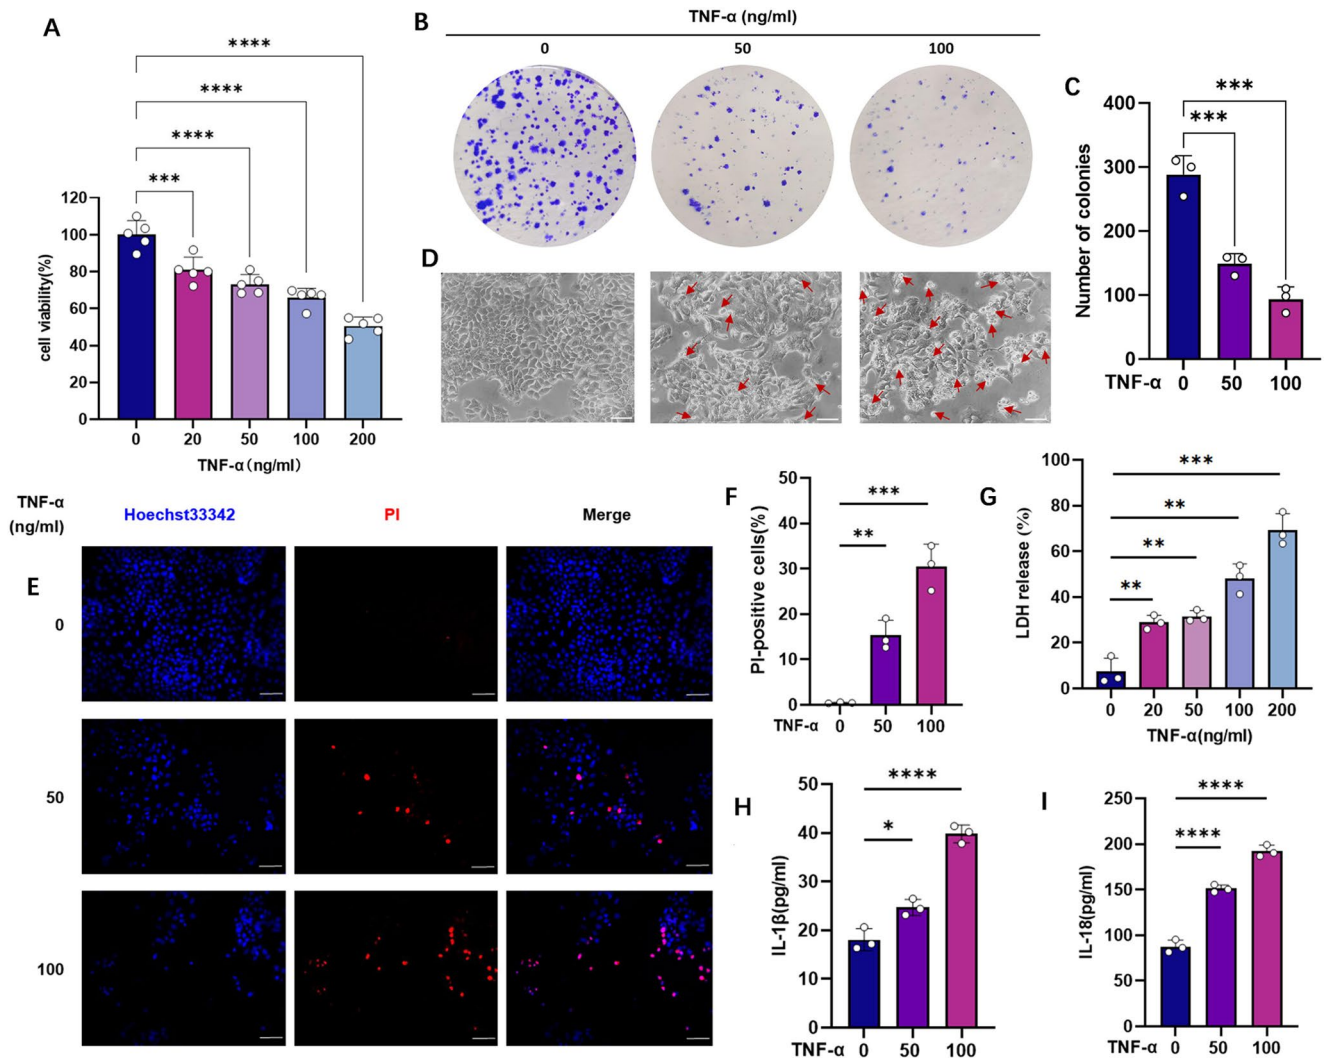 A
****
****
****
***
120
100
80
60
40
20
0
cell viability(%)
0 20 50 100 200
TNF-α(ng/ml)
B
TNF-α (ng/ml)
0 50 100
C
***
***
400
300
200
100
0
Number of colonies
TNF-α 0 50 100
D
TNF-α
(ng/ml)
Hoechst33342 PI Merge
E
0
50
100
F
***
**
50
40
30
20
10
0
PI-positive cells(%)
TNF-α 0 50 100
G
***
**
**
**
100
80
60
40
20
0
LDH release (%)
0 20 50 100 200
TNF-α(ng/ml)
H
****
*
50
40
30
20
10
0
IL-1β(pg/ml)
TNF-α 0 50 100
I
****
****
250
200
150
100
50
0
IL-18(pg/ml)
TNF-α 0 50 100